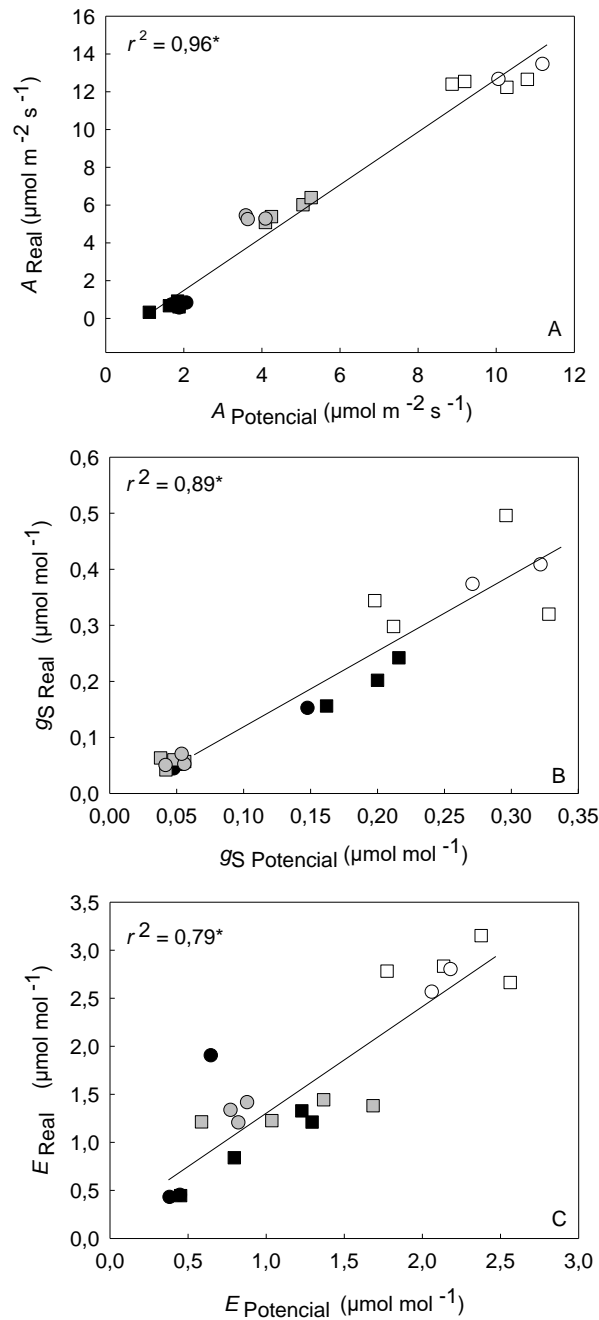 r² = 0,96*
16
14
12
10
8
6
4
2
0
A Real (µmol m⁻² s⁻¹)
A
0 2 4 6 8 10 12
A Potencial (µmol m⁻² s⁻¹)
r² = 0,89*
0,6
0,5
0,4
0,3
0,2
0,1
0,0
gS Real (µmol mol⁻¹)
B
0,00 0,05 0,10 0,15 0,20 0,25 0,30 0,35
gS Potencial (µmol mol⁻¹)
r² = 0,79*
3,5
3,0
2,5
2,0
1,5
1,0
0,5
0,0
E Real (µmol mol⁻¹)
C
0,0 0,5 1,0 1,5 2,0 2,5 3,0
E Potencial (µmol mol⁻¹)